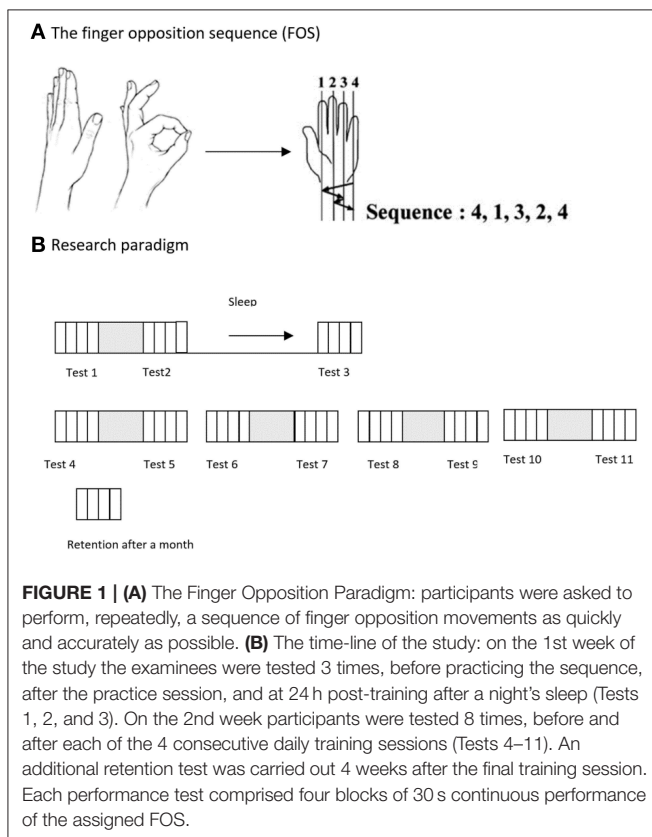 A The finger opposition sequence (FOS)
1 2 3 4
Sequence : 4, 1, 3, 2, 4
B Research paradigm
Sleep
Test 1 Test2 Test 3
Test 4 Test 5 Test 6 Test 7 Test 8 Test 9 Test 10 Test 11
Retention after a month
FIGURE 1 | (A) The Finger Opposition Paradigm: participants were asked to
perform, repeatedly, a sequence of finger opposition movements as quickly
and accurately as possible. (B) The time-line of the study: on the 1st week of
the study the examinees were tested 3 times, before practicing the sequence,
after the practice session, and at 24 h post-training after a night's sleep (Tests
1, 2, and 3). On the 2nd week participants were tested 8 times, before and
after each of the 4 consecutive daily training sessions (Tests 4–11). An
additional retention test was carried out 4 weeks after the final training session.
Each performance test comprised four blocks of 30 s continuous performance
of the assigned FOS.